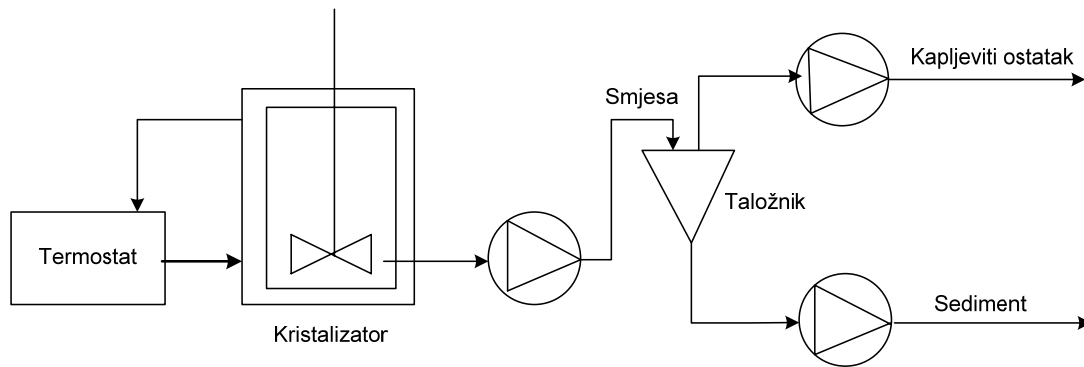 Kapljeviti ostatak
Smjesa
Taložnik
Termostat
Sediment
Kristalizator